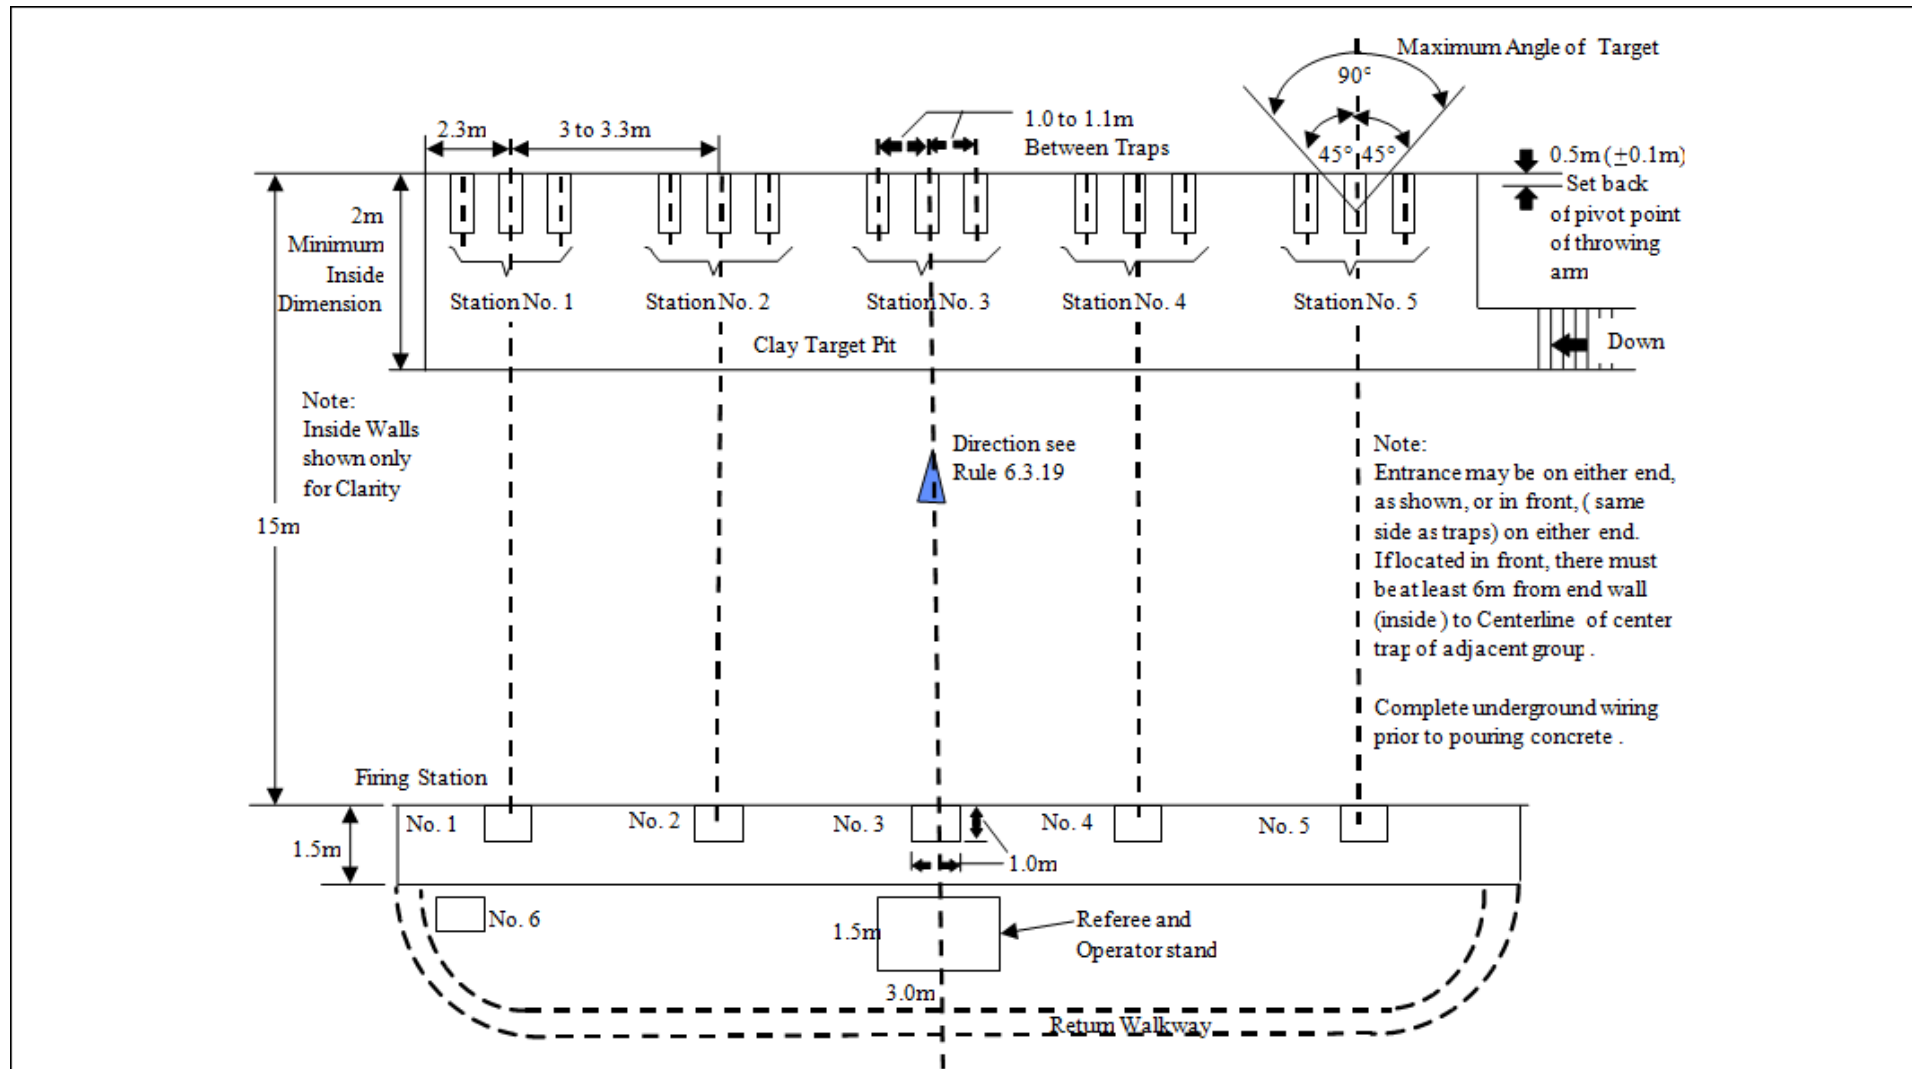 Maximum Angle of Target
90°
45°
45°
2.3m
3 to 3.3m
1.0 to 1.1m
Between Traps
0.5m (±0.1m)
Set back
of pivot point
of throwing
arm
2m
Minimum
Inside
Dimension
Station No. 1
Station No. 2
Station No. 3
Station No. 4
Station No. 5
Clay Target Pit
Down
Note:
Inside Walls
shown only
for Clarity
15m
Direction see
Rule 6.3.19
Note:
Entrance may be on either end,
as shown, or in front, ( same
side as traps) on either end.
If located in front, there must
be at least 6m from end wall
(inside ) to Centerline of center
trap of adjacent group .
Complete underground wiring
prior to pouring concrete .
Firing Station
No. 1
No. 2
No. 3
No. 4
No. 5
1.5m
1.0m
No. 6
1.5m
Referee and
Operator stand
3.0m
Return Walkway